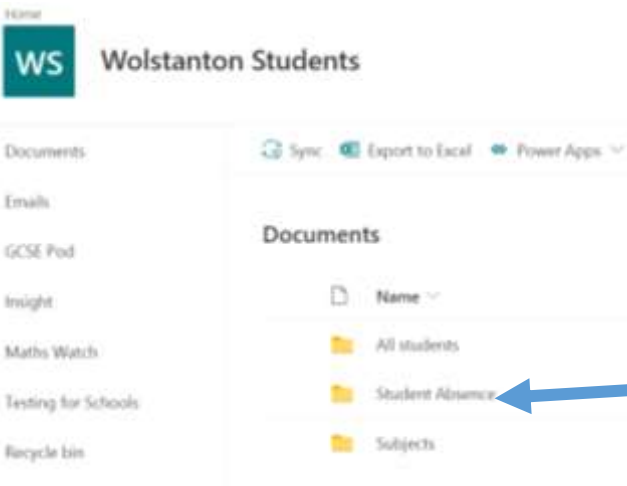 Home
WS
Wolstanton Students
Documents
Emails
GCSE Pod
Insight
Maths Watch
Testing for Schools
Recycle bin
Sync Export to Excel Power Apps
Documents
Name
All students
Student Absence
Subjects